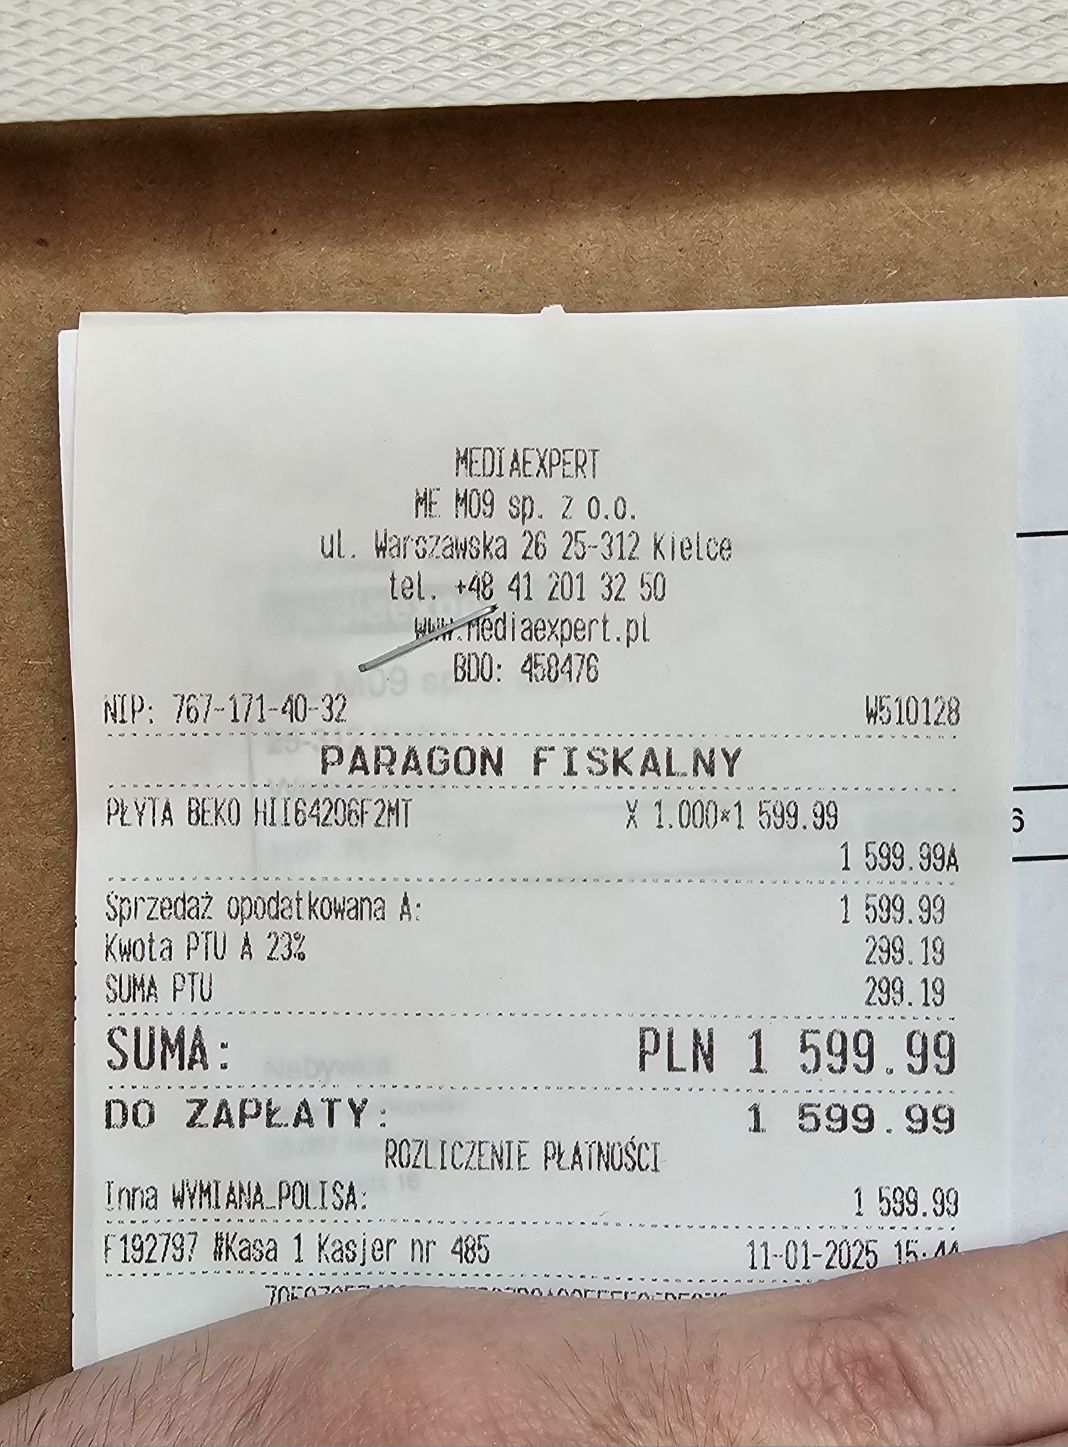 MEDIAEXPERT
ME M09 sp. z o.o.
ul. Warszawska 26 25-312 Kielce
tel. +48 41 201 32 50
www.mediaexpert.pl
BDO: 458476
NIP: 767-171-40-32 W510128
PARAGON FISKALNY
PŁYTA BEKO HII64206F2MT X 1.000*1 599.99
1 599.99A
Sprzedaż opodatkowana A: 1 599.99
Kwota PTU A 23% 299.19
SUMA PTU 299.19
SUMA: PLN 1 599.99
DO ZAPŁATY: 1 599.99
ROZLICZENIE PŁATNOŚCI
Inna WYMIANA_POLISA: 1 599.99
F192797 #Kasa 1 Kasjer nr 485 11-01-2025 15:44
6